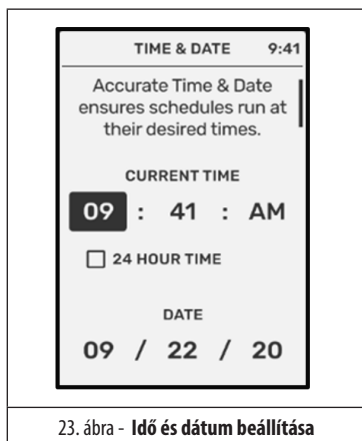 TIME & DATE 9:41
Accurate Time & Date
ensures schedules run at
their desired times.
CURRENT TIME
09 : 41 : AM
24 HOUR TIME
DATE
09 / 22 / 20
23. ábra - Idő és dátum beállítása